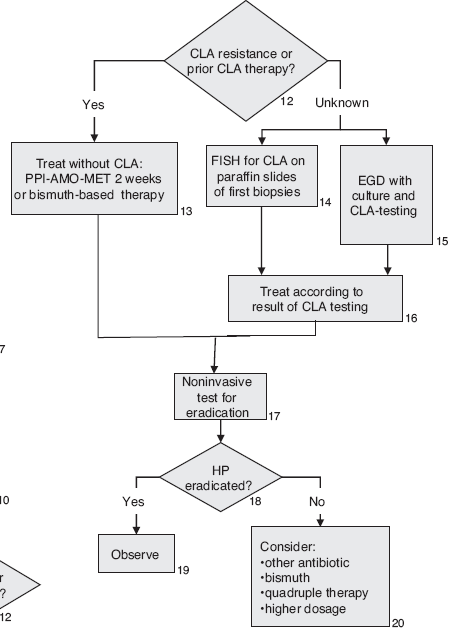 CLA resistance or
prior CLA therapy?
12
Yes
Unknown
Treat without CLA:
PPI-AMO-MET 2 weeks
or bismuth-based therapy
13
FISH for CLA on
paraffin slides
of first biopsies
14
EGD with
culture and
CLA-testing
15
Treat according to
result of CLA testing
16
7
Noninvasive
test for
eradication
17
HP
eradicated?
18
10
Yes
No
Observe
19
Consider:
•other antibiotic
•bismuth
•quadruple therapy
•higher dosage
20
r
?
12